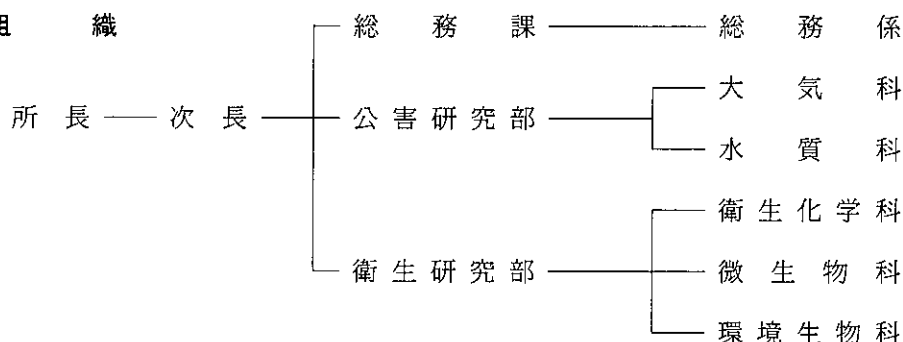 組織
総務課 総務係
大気科
所長 次長 公害研究部
水質科
衛生化学科
衛生研究部 微生物科
環境生物科